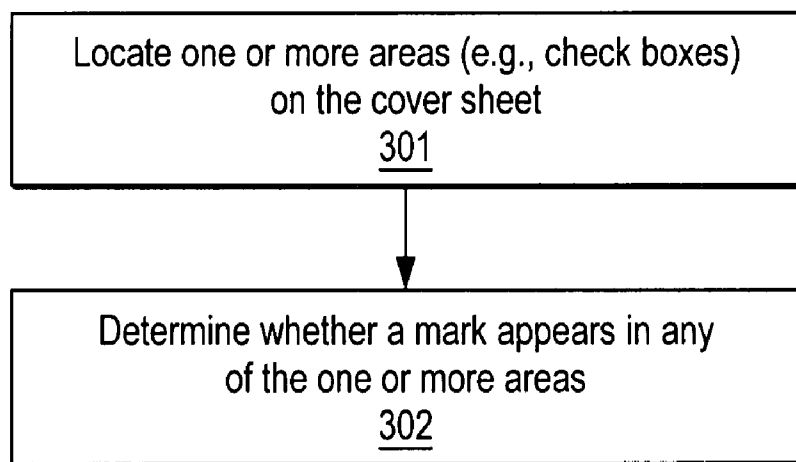 Locate one or more areas (e.g., check boxes)
on the cover sheet
301
Determine whether a mark appears in any
of the one or more areas
302